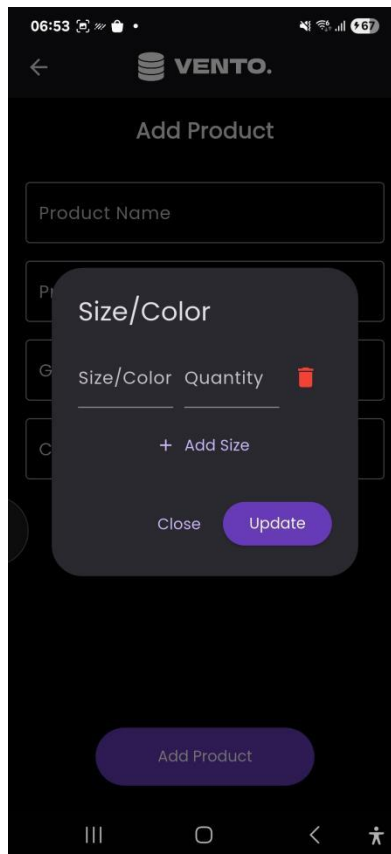 06:53
67
VENTO.
Add Product
Product Name
P
Size/Color
G
Size/Color Quantity
C
+ Add Size
Close Update
Add Product